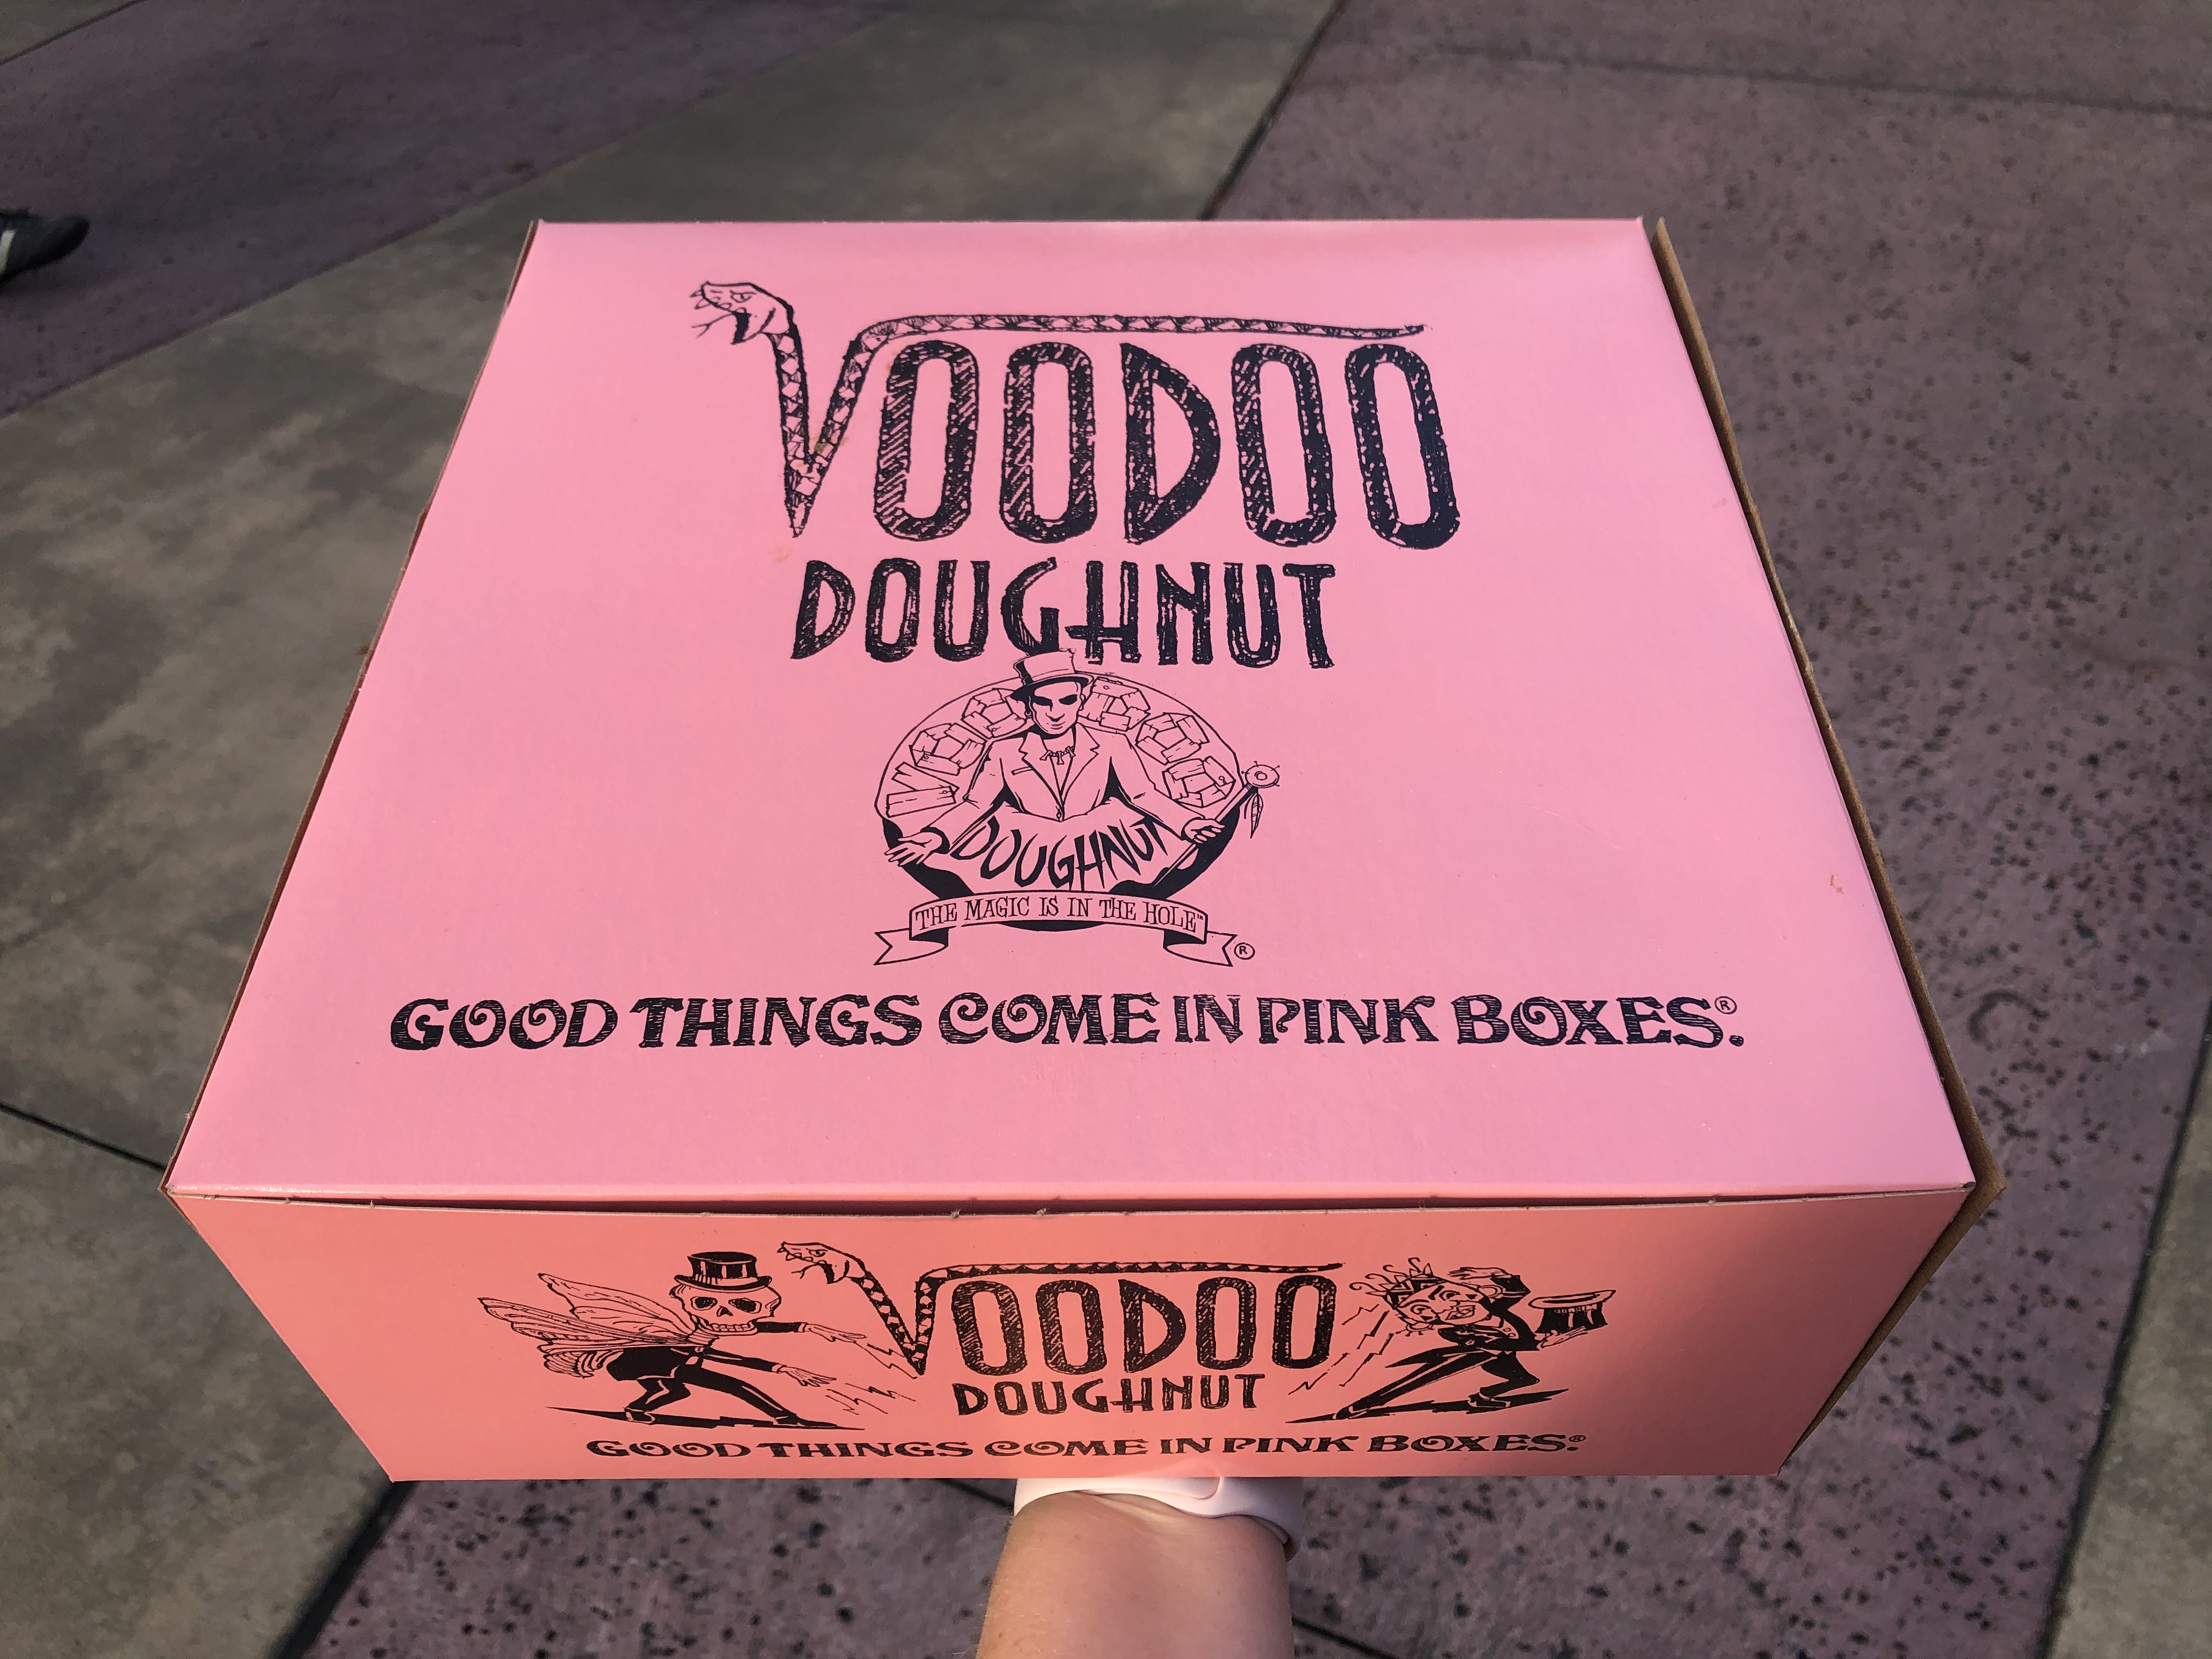 VOODOO
DOUGHNUT
DOUGHNUT
THE MAGIC IS IN THE HOLE™
®
GOOD THINGS COME IN PINK BOXES.®
VOODOO
DOUGHNUT
GOOD THINGS COME IN PINK BOXES.®